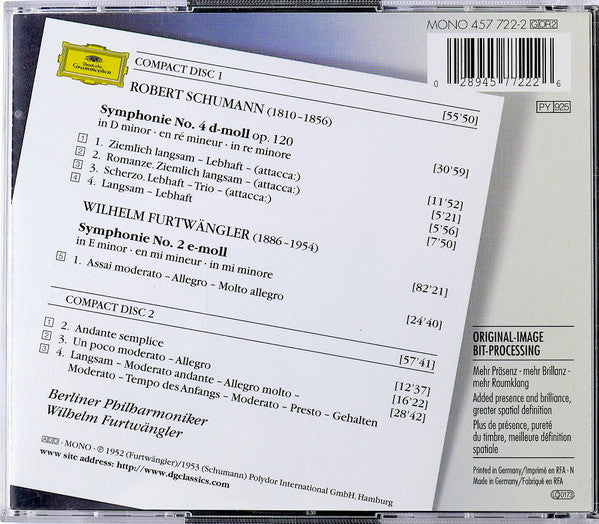 MONO 457 722-2 GOR2
0 28945 77222 6
PY 925
Deutsche
Grammophon
COMPACT DISC 1 [55'50]
ROBERT SCHUMANN (1810-1856)
Symphonie No. 4 d-moll op. 120 [30'59]
in D minor · en ré mineur · in re minore
1 1. Ziemlich langsam – Lebhaft – (attacca:) [11'52]
2 2. Romanze. Ziemlich langsam – (attacca:) [5'21]
3 3. Scherzo. Lebhaft – Trio – (attacca:) [5'56]
4 4. Langsam – Lebhaft [7'50]
WILHELM FURTWÄNGLER (1886-1954)
Symphonie No. 2 e-moll [82'21]
in E minor · en mi mineur · in mi minore
5 1. Assai moderato – Allegro – Molto allegro [24'40]
COMPACT DISC 2 [57'41]
1 2. Andante semplice [12'37]
2 3. Un poco moderato – Allegro [16'22]
3 4. Langsam – Moderato andante – Allegro molto – [28'42]
Moderato – Tempo des Anfangs – Moderato – Presto – Gehalten
Berliner Philharmoniker
Wilhelm Furtwängler
ADD · MONO · ℗ 1952 (Furtwängler)/1953 (Schumann) Polydor International GmbH, Hamburg
www site address: http://www.dgclassics.com
ORIGINAL-IMAGE
BIT-PROCESSING
Mehr Präsenz · mehr Brillanz ·
mehr Raumklang
Added presence and brilliance,
greater spatial definition
Plus de présence, pureté
du timbre, meilleure définition
spatiale
Printed in Germany/Imprimé en RFA - N
Made in Germany/Fabriqué en RFA
LC 0173